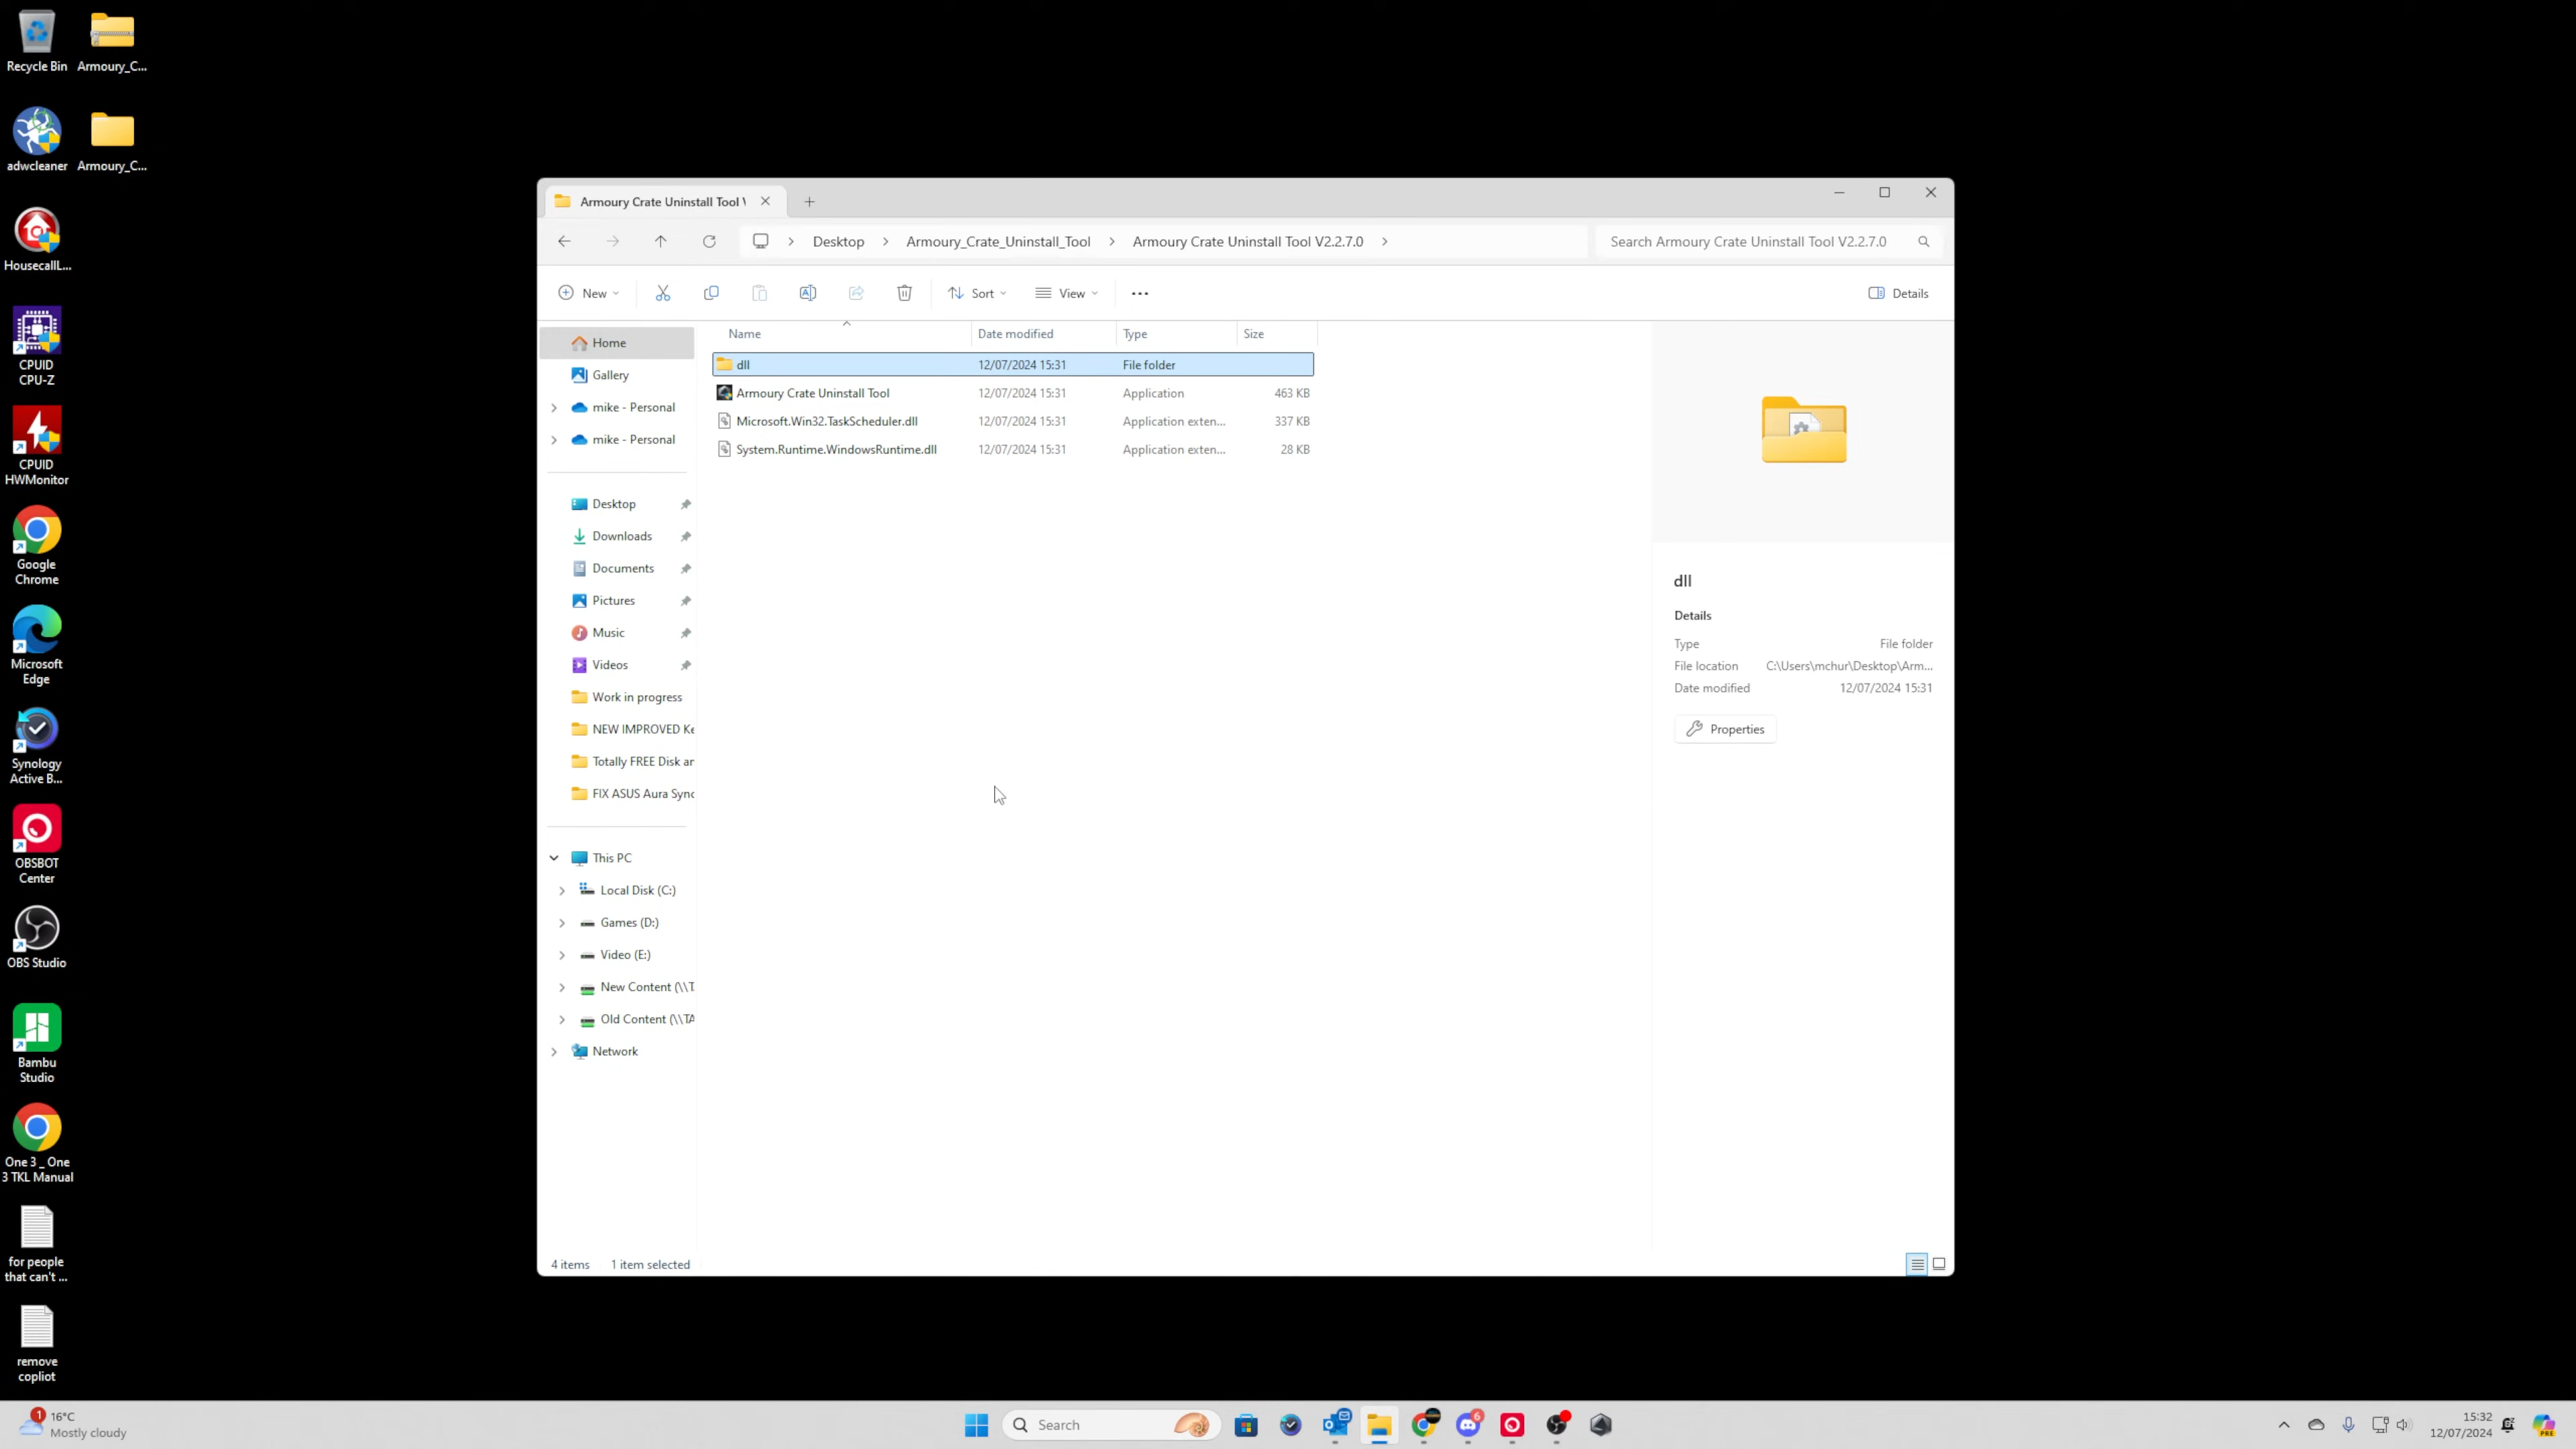 Recycle Bin
Armoury_C...
adwcleaner
Armoury_C...
HousecallL...
CPUID
CPU-Z
CPUID
HWMonitor
Google
Chrome
Microsoft
Edge
Synology
Active B...
OBSBOT
Center
OBS Studio
Bambu
Studio
One 3 _ One
3 TKL Manual
for people
that can't ...
remove
copliot
Armoury Crate Uninstall Tool V
Desktop
Armoury_Crate_Uninstall_Tool
Armoury Crate Uninstall Tool V2.2.7.0
Search Armoury Crate Uninstall Tool V2.2.7.0
New
Sort
View
Details
Home
Gallery
mike - Personal
mike - Personal
Desktop
Downloads
Documents
Pictures
Music
Videos
Work in progress
NEW IMPROVED Ke
Totally FREE Disk ar
FIX ASUS Aura Sync
This PC
Local Disk (C:)
Games (D:)
Video (E:)
New Content (\\T
Old Content (\\TA
Network
Name Date modified Type Size
dll 12/07/2024 15:31 File folder
Armoury Crate Uninstall Tool 12/07/2024 15:31 Application 463 KB
Microsoft.Win32.TaskScheduler.dll 12/07/2024 15:31 Application exten... 337 KB
System.Runtime.WindowsRuntime.dll 12/07/2024 15:31 Application exten... 28 KB
dll
Details
Type File folder
File location C:\Users\mchur\Desktop\Arm...
Date modified 12/07/2024 15:31
Properties
4 items 1 item selected
1
16°C
Mostly cloudy
Search
6
15:32
12/07/2024
PRE